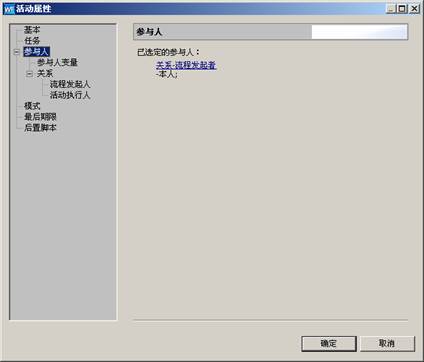 WF 活动属性
基本
任务
参与人
参与人变量
关系
流程发起人
活动执行人
模式
最后期限
后置脚本
参与人
已选定的参与人：
关系-流程发起者
-本人;
确定
取消